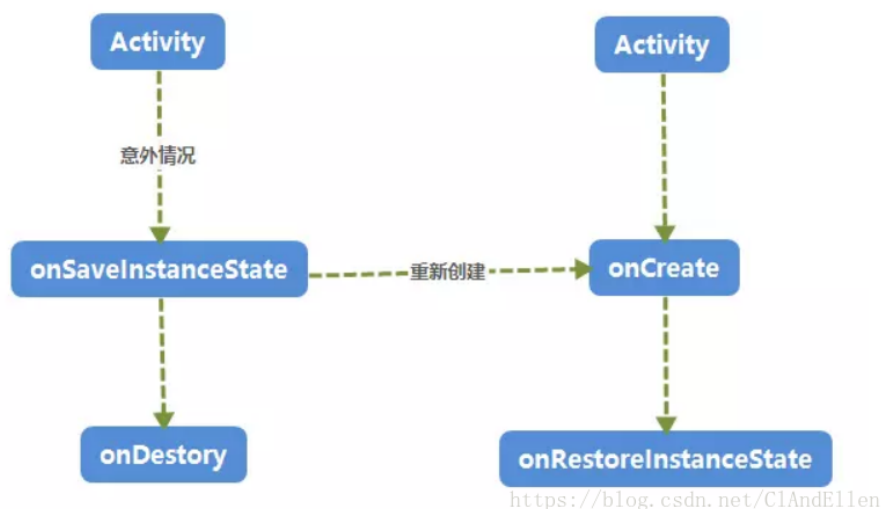 Activity
Activity
意外情况
onSaveInstanceState
重新创建
onCreate
onDestory
onRestoreInstanceState
https://blog.csdn.net/ClAndEllen